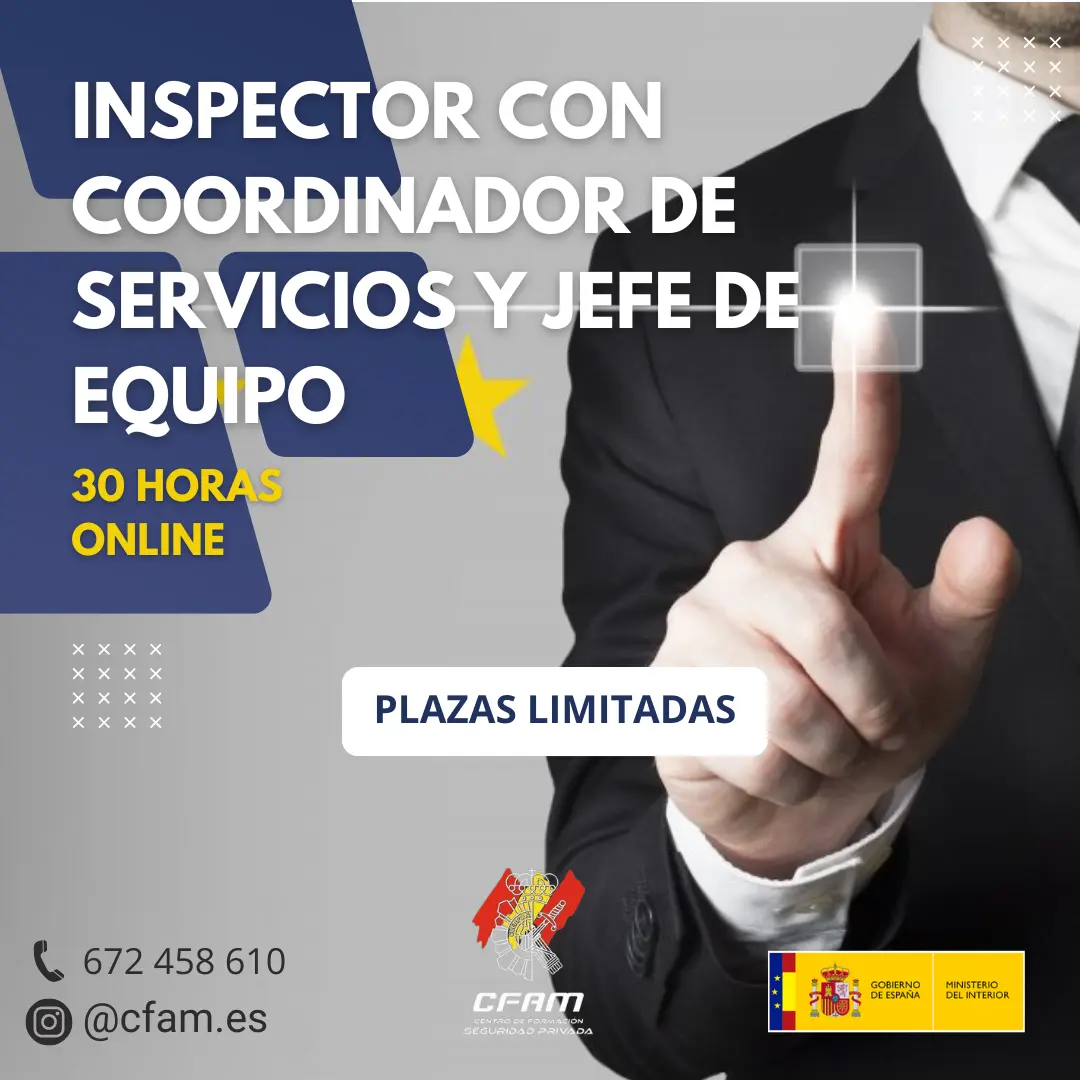 INSPECTOR CON
COORDINADOR DE
SERVICIOS Y JEFE DE
EQUIPO
30 HORAS
ONLINE
PLAZAS LIMITADAS
672 458 610
@cfam.es
CFAM
CENTRO DE FORMACIÓN
SEGURIDAD PRIVADA
GOBIERNO
DE ESPAÑA
MINISTERIO
DEL INTERIOR